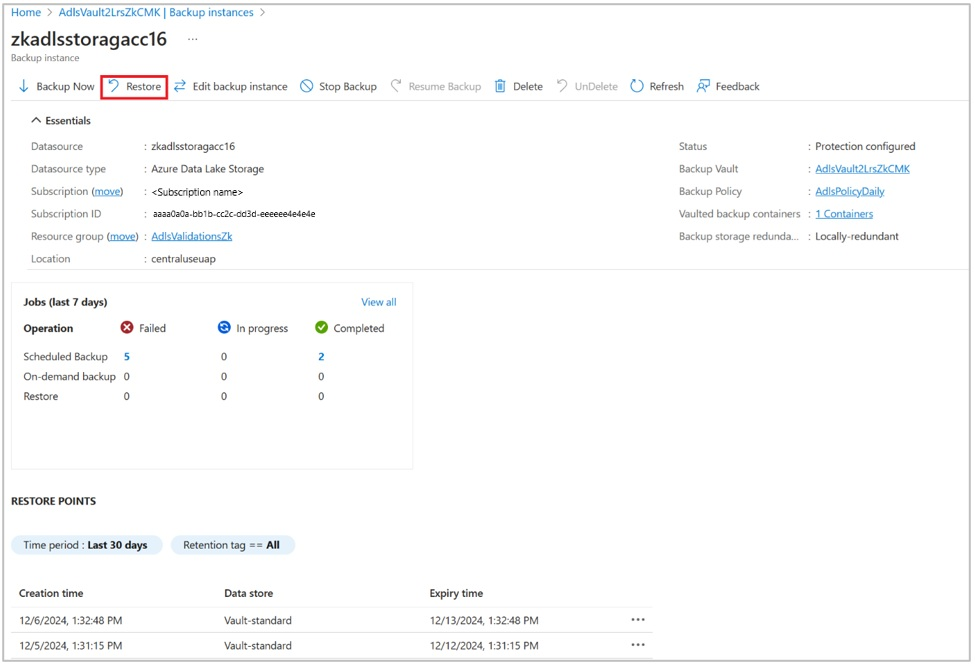 Home > AdlsVault2LrsZkCMK | Backup instances >
zkadlsstoragacc16 ...
Backup instance
Backup Now Restore Edit backup instance Stop Backup Resume Backup Delete UnDelete Refresh Feedback
Essentials
Datasource : zkadlsstoragacc16 Status : Protection configured
Datasource type : Azure Data Lake Storage Backup Vault : AdlsVault2LrsZkCMK
Subscription (move) : <Subscription name> Backup Policy : AdlsPolicyDaily
Subscription ID : aaaa0a0a-bb1b-cc2c-dd3d-eeeeee4e4e4e Vaulted backup containers : 1 Containers
Resource group (move) : AdlsValidationsZk Backup storage redunda... : Locally-redundant
Location : centraluseuap
Jobs (last 7 days) View all
Operation Failed In progress Completed
Scheduled Backup 5 0 2
On-demand backup 0 0 0
Restore 0 0 0
RESTORE POINTS
Time period : Last 30 days Retention tag == All
Creation time Data store Expiry time
12/6/2024, 1:32:48 PM Vault-standard 12/13/2024, 1:32:48 PM ...
12/5/2024, 1:31:15 PM Vault-standard 12/12/2024, 1:31:15 PM ...